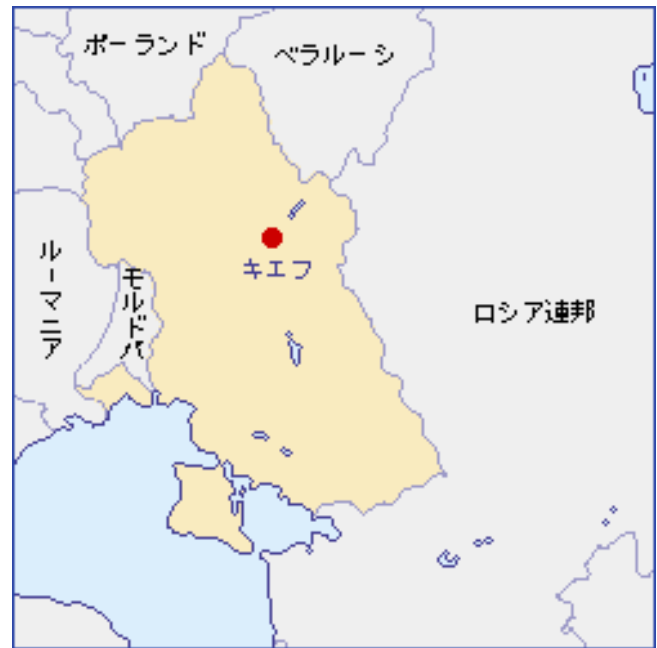 ポーランド
ベラルーシ
ルーマニア
モルドバ
キエフ
ロシア連邦